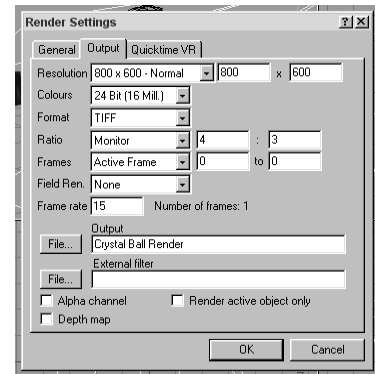 Render Settings ? X
General Output Quicktime VR
Resolution 800 x 600 - Normal 800 x 600
Colours 24 Bit (16 Mill.)
Format TIFF
Ratio Monitor 4 : 3
Frames Active Frame 0 to 0
Field Ren. None
Frame rate 15 Number of frames: 1
Output
File... Crystal Ball Render
External filter
File...
Alpha channel Render active object only
Depth map
OK Cancel